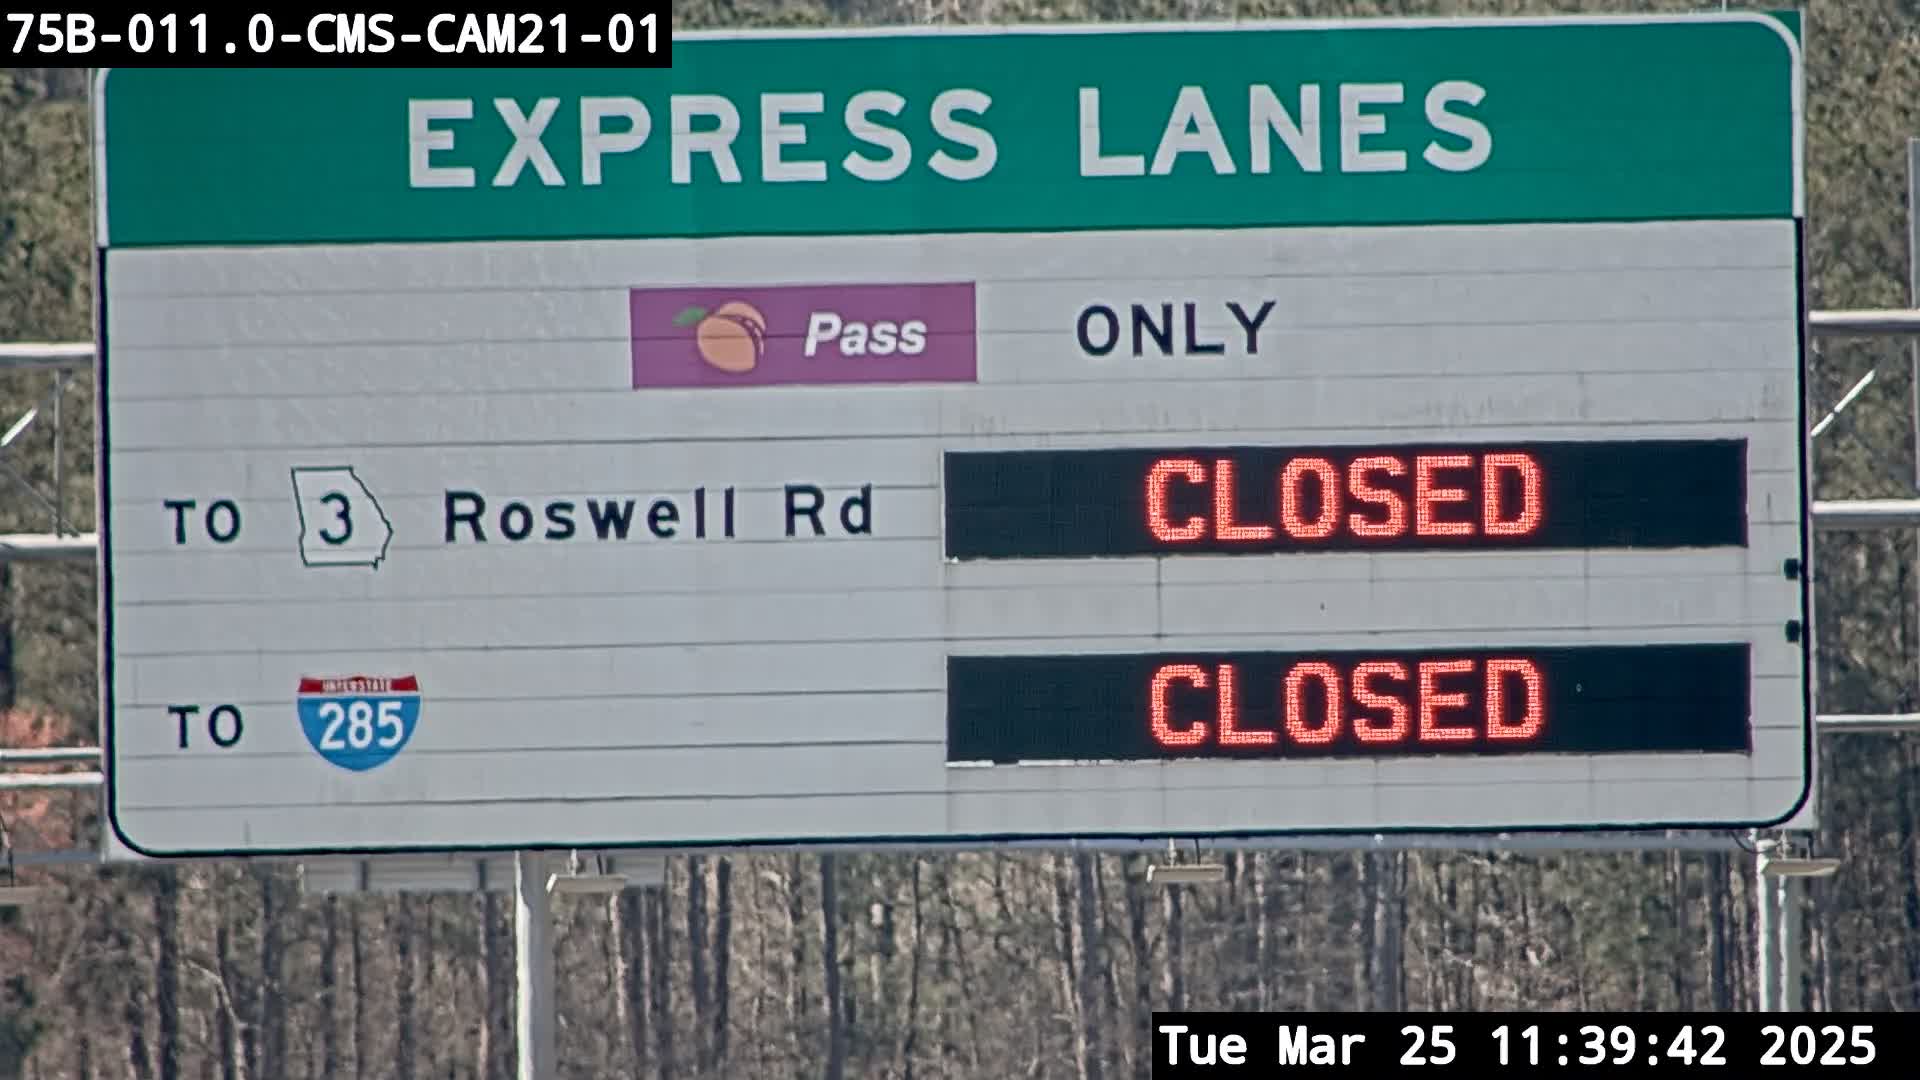 75B-011.0-CMS-CAM21-01
EXPRESS LANES
Pass ONLY
TO 3 Roswell Rd CLOSED
TO INTERSTATE 285 CLOSED
Tue Mar 25 11:39:42 2025